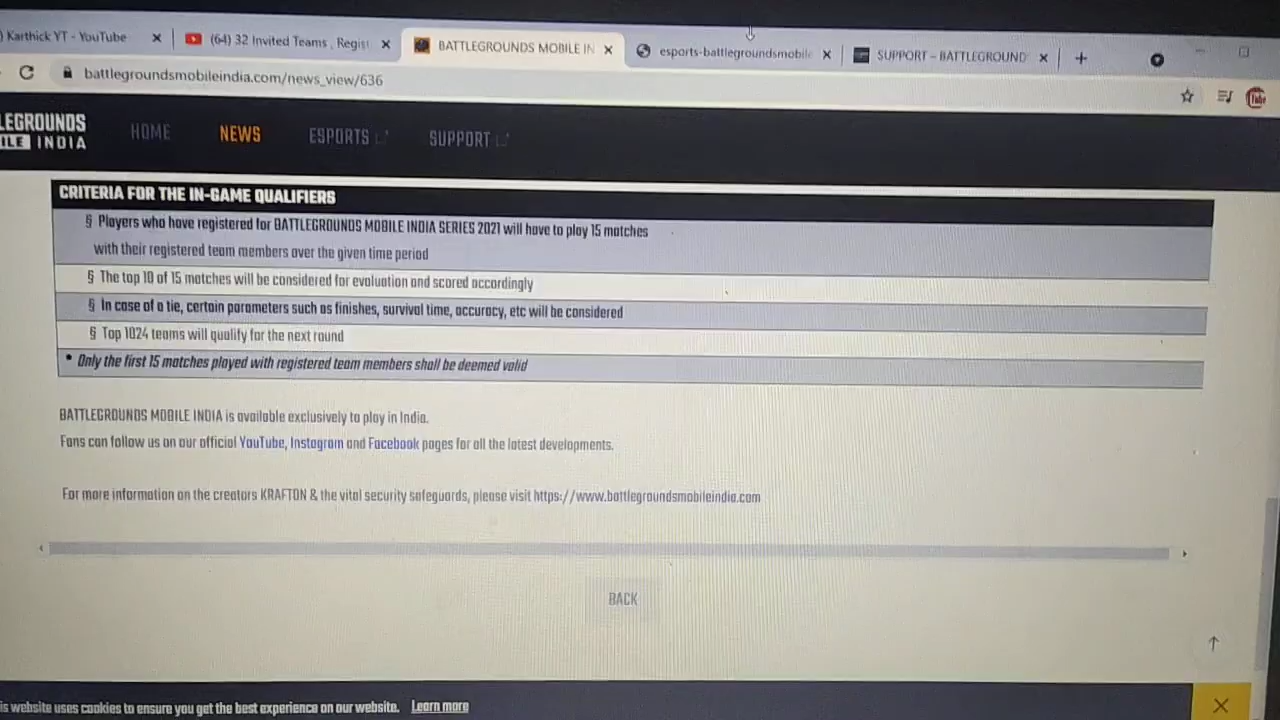 Karthick YT - YouTube
(64) 32 Invited Teams , Regist
BATTLEGROUNDS MOBILE IN
esports-battlegroundsmobile
SUPPORT – BATTLEGROUND
battlegroundsmobileindia.com/news_view/636
LEGROUNDS
ILE INDIA
HOME
NEWS
ESPORTS
SUPPORT
CRITERIA FOR THE IN-GAME QUALIFIERS
§ Players who have registered for BATTLEGROUNDS MOBILE INDIA SERIES 2021 will have to play 15 matches
with their registered team members over the given time period
§ The top 10 of 15 matches will be considered for evaluation and scored accordingly
§ In case of a tie, certain parameters such as finishes, survival time, accuracy, etc will be considered
§ Top 1024 teams will qualify for the next round
* Only the first 15 matches played with registered team members shall be deemed valid
BATTLEGROUNDS MOBILE INDIA is available exclusively to play in India.
Fans can follow us on our official YouTube, Instagram and Facebook pages for all the latest developments.
For more information on the creators KRAFTON & the vital security safeguards, please visit https://www.battlegroundsmobileindia.com
BACK
is website uses cookies to ensure you get the best experience on our website. Learn more